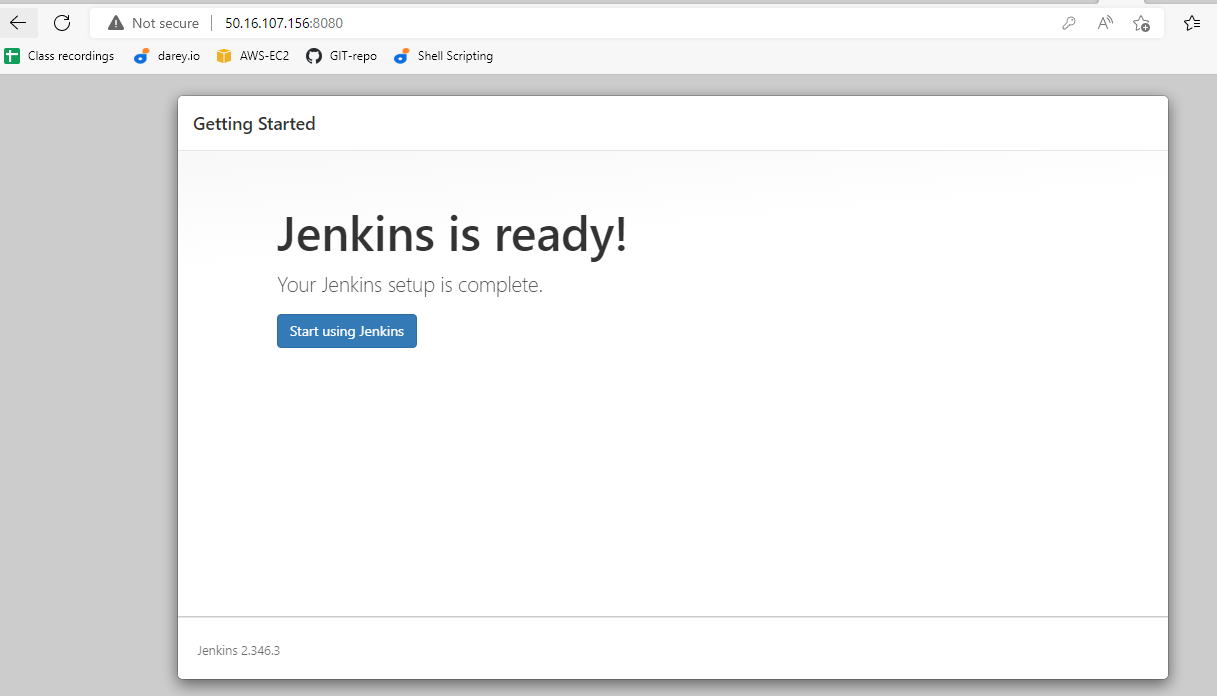 Not secure | 50.16.107.156:8080
Class recordings darey.io AWS-EC2 GIT-repo Shell Scripting
Getting Started
Jenkins is ready!
Your Jenkins setup is complete.
Start using Jenkins
Jenkins 2.346.3